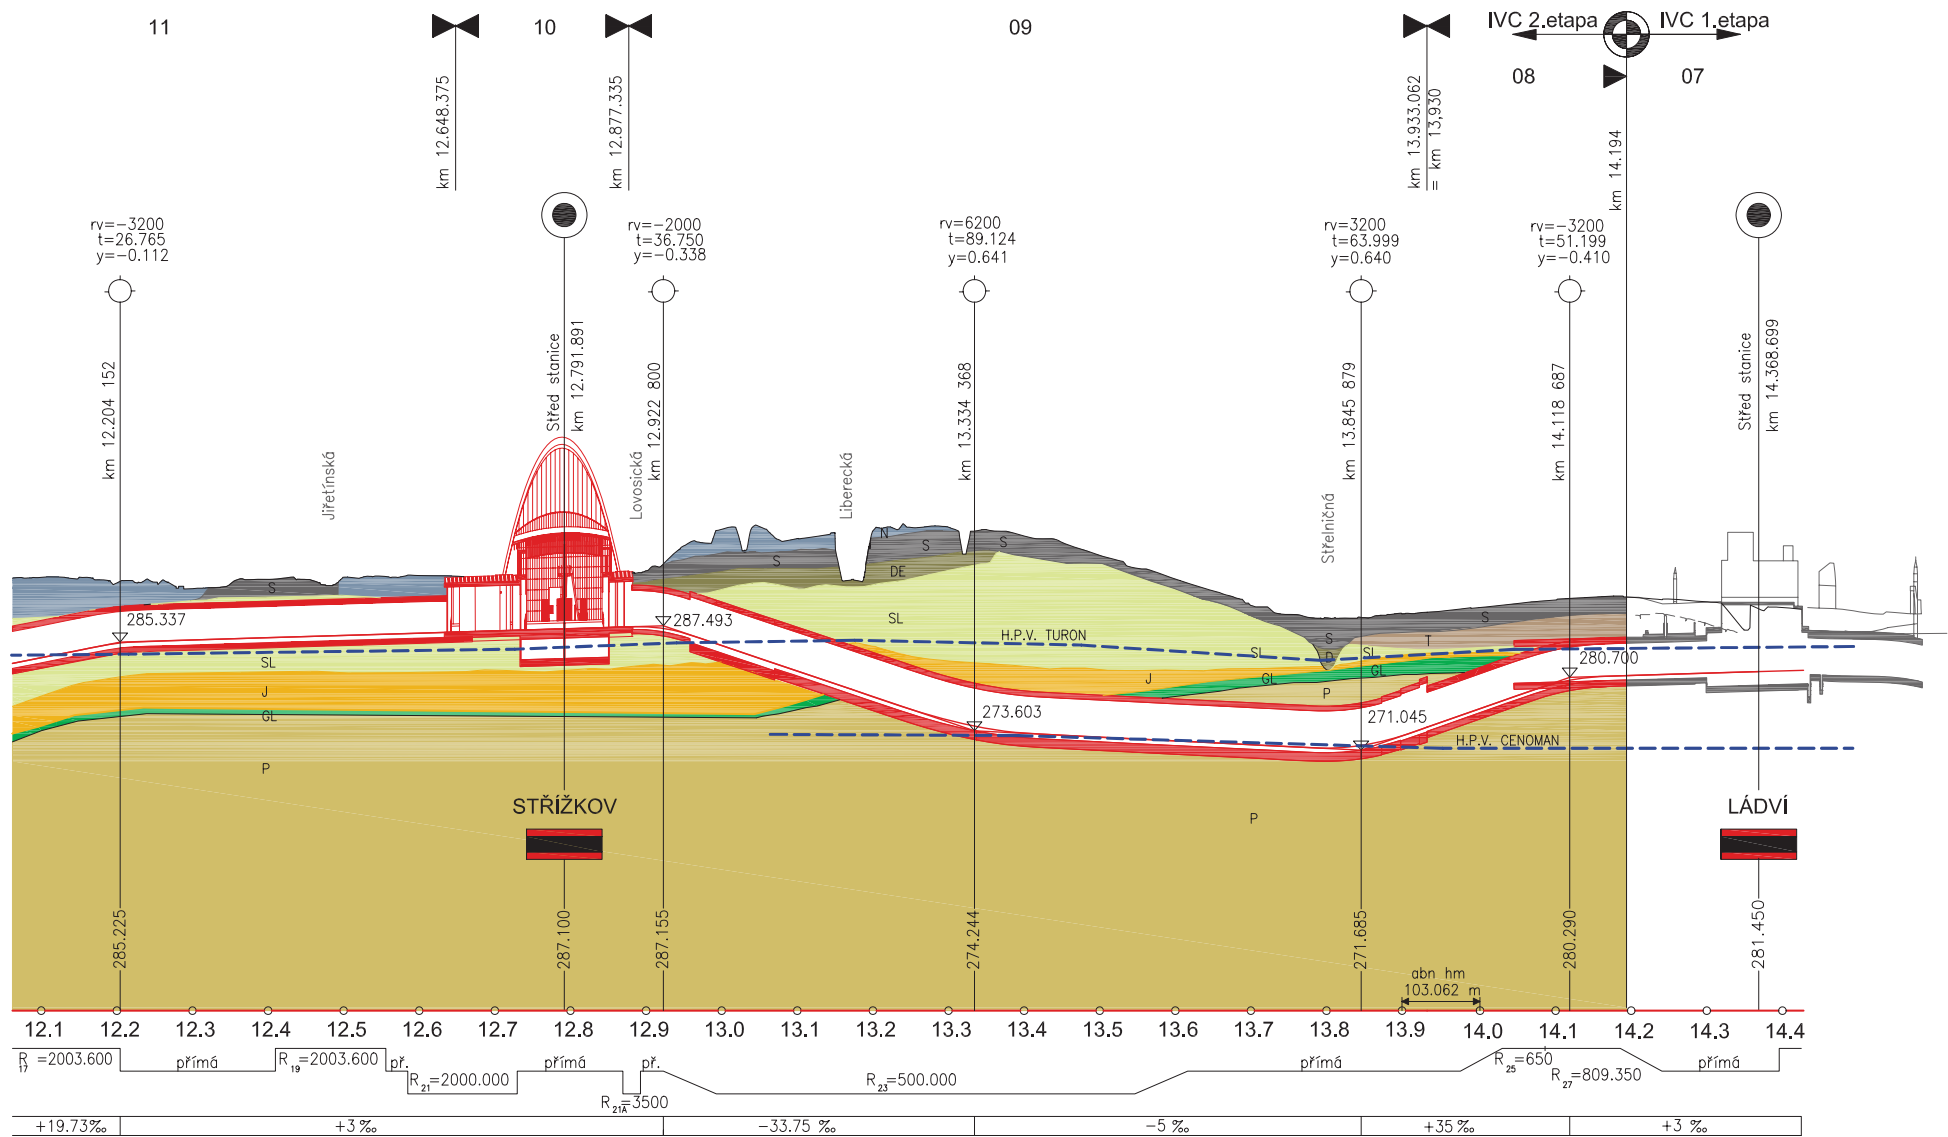 11
10
09
IVC 2.etapa
IVC 1.etapa
08
07
km 12.648.375
km 12.877.335
km 13.933.062
= km 13,930
km 14.194
rv=-3200
t=26.765
y=-0.112
rv=-2000
t=36.750
y=-0.338
rv=6200
t=89.124
y=0.641
rv=3200
t=63.999
y=0.640
rv=-3200
t=51.199
y=-0.410
km 12.204 152
Jiřetínská
Střed stanice
km 12.791.891
Lovosická
km 12.922 800
Liberecká
km 13.334 368
Střelničná
km 13.845 879
km 14.118 687
Střed stanice
km 14.368.699
N
S
S
S
DE
S
S
SL
T
S
D
SL
SL
285.337
287.493
H.P.V. TURON
280.700
SL
J
GL
P
J
GL
GL
P
273.603
271.045
H.P.V. CENOMAN
STŘÍŽKOV
LÁDVÍ
P
285.225
287.100
287.155
274.244
271.685
280.290
281.450
abn hm
103.062 m
12.1 12.2 12.3 12.4 12.5 12.6 12.7 12.8 12.9 13.0 13.1 13.2 13.3 13.4 13.5 13.6 13.7 13.8 13.9 14.0 14.1 14.2 14.3 14.4
R17=2003.600
přímá
R19=2003.600
př.
R21=2000.000
přímá
R21A=3500
př.
R23=500.000
přímá
R25=650
R27=809.350
přímá
+19.73‰ +3 ‰ -33.75 ‰ -5 ‰ +35 ‰ +3 ‰